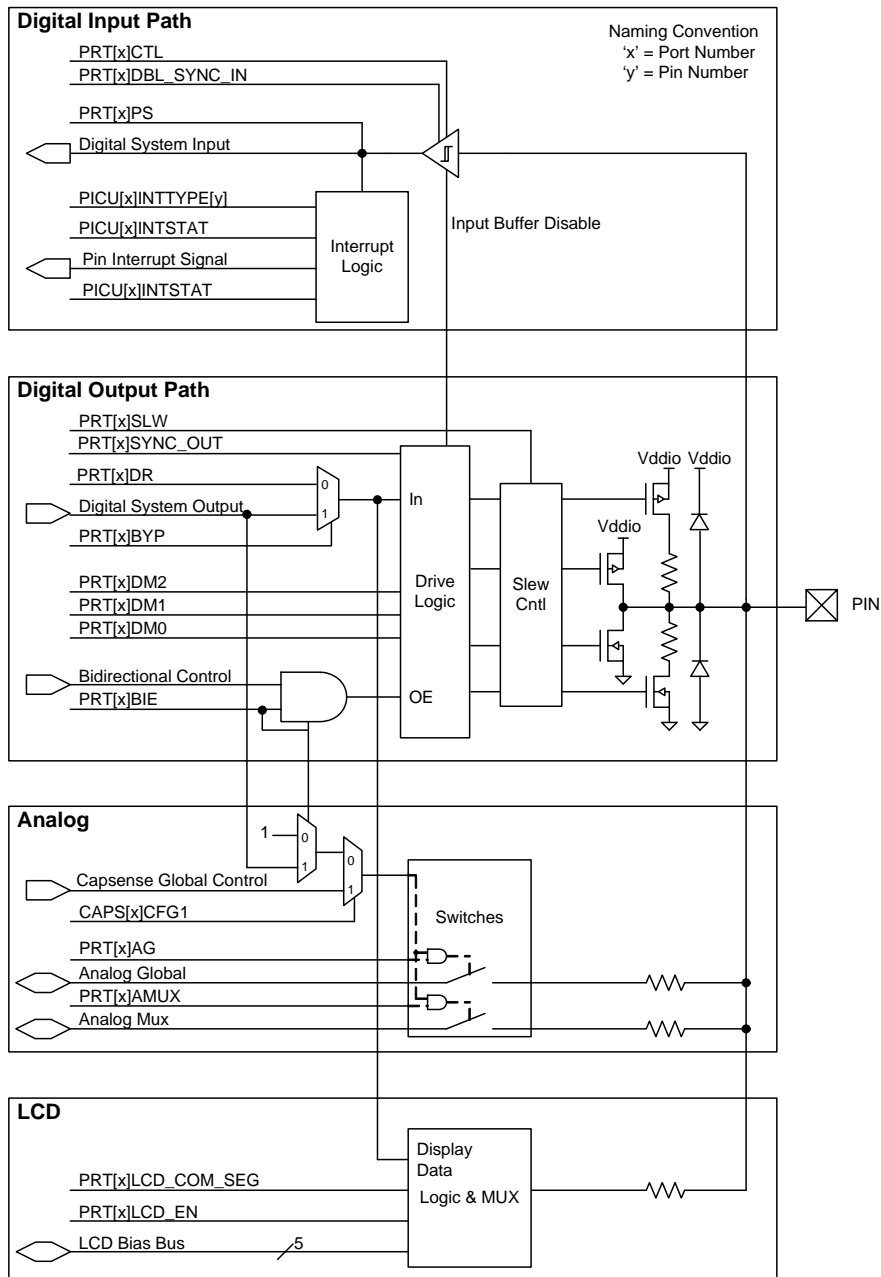 Digital Input Path
Naming Convention
'x' = Port Number
'y' = Pin Number
PRT[x]CTL
PRT[x]DBL_SYNC_IN
PRT[x]PS
Digital System Input
PICU[x]INTTYPE[y]
PICU[x]INTSTAT
Pin Interrupt Signal
PICU[x]INTSTAT
Interrupt
Logic
Input Buffer Disable
Digital Output Path
PRT[x]SLW
PRT[x]SYNC_OUT
PRT[x]DR
Digital System Output
PRT[x]BYP
0
1
PRT[x]DM2
PRT[x]DM1
PRT[x]DM0
Bidirectional Control
PRT[x]BIE
In
Drive
Logic
OE
Slew
Cntl
Vddio Vddio
Vddio
PIN
Analog
1
0
1
0
1
Capsense Global Control
CAPS[x]CFG1
Switches
PRT[x]AG
Analog Global
PRT[x]AMUX
Analog Mux
LCD
Display
Data
Logic & MUX
PRT[x]LCD_COM_SEG
PRT[x]LCD_EN
LCD Bias Bus
5